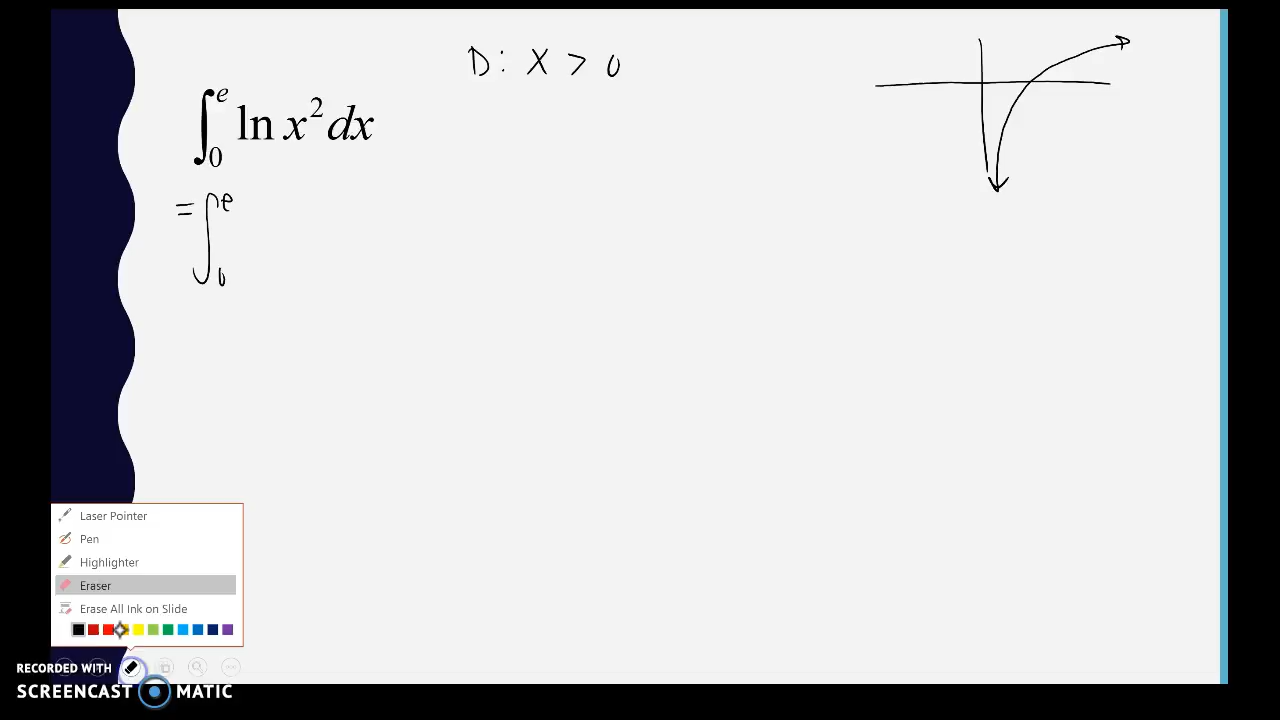 D: X > 0
∫₀ᵉ ln x² dx
= ∫₀ᵉ
Laser Pointer
Pen
Highlighter
Eraser
Erase All Ink on Slide
RECORDED WITH
SCREENCAST MATIC